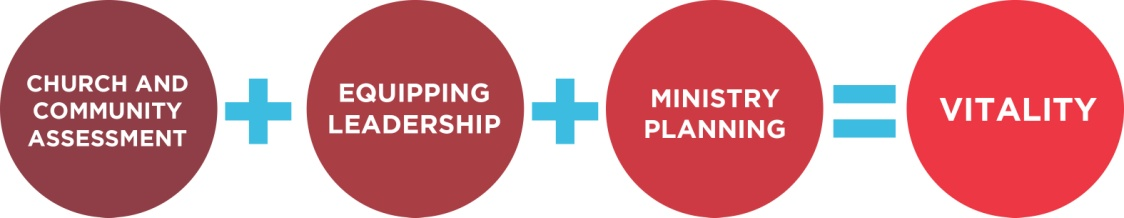 CHURCH AND
COMMUNITY
ASSESSMENT
+
EQUIPPING
LEADERSHIP
+
MINISTRY
PLANNING
=
VITALITY